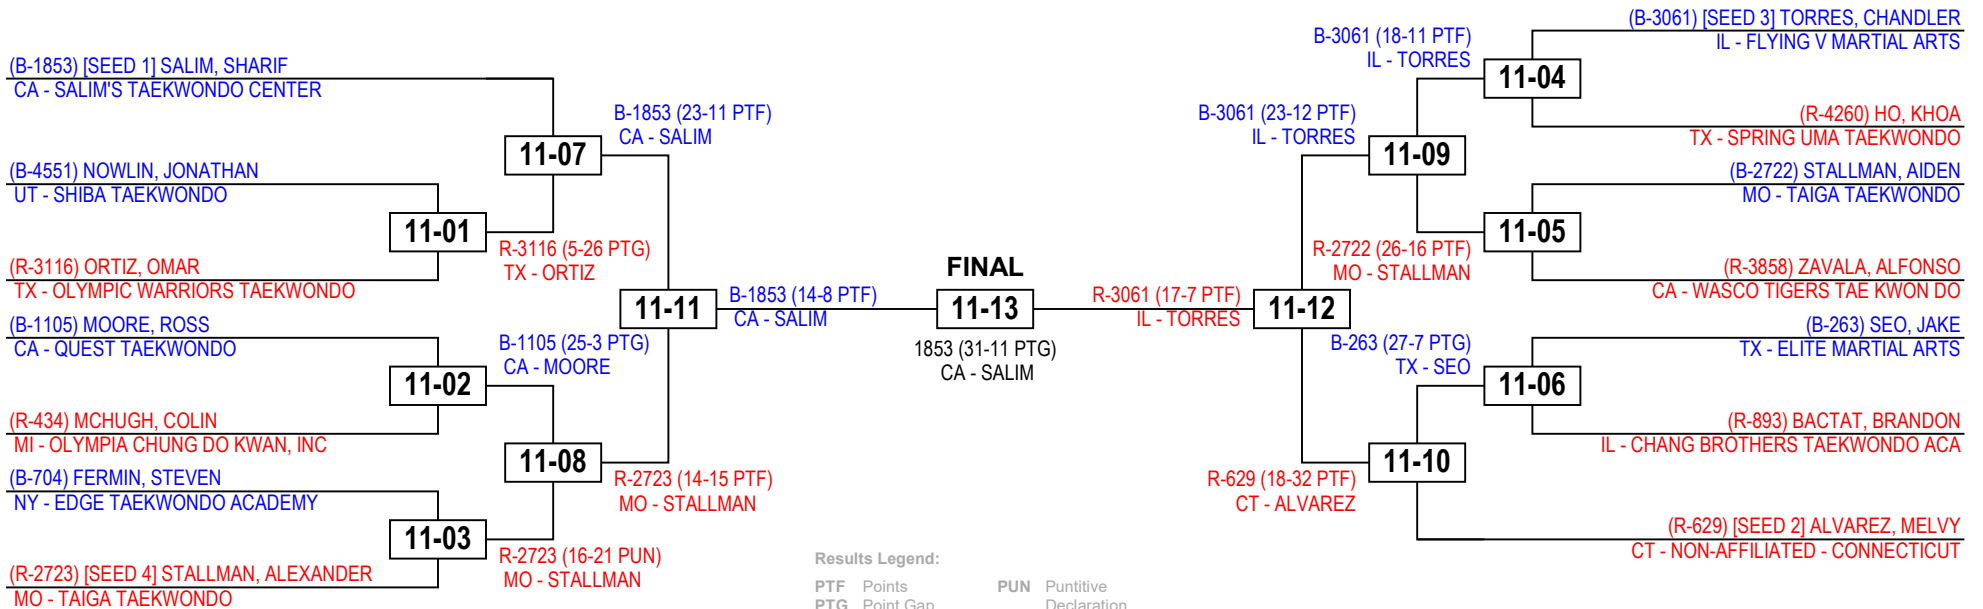 (B-1853) [SEED 1] SALIM, SHARIF
CA - SALIM'S TAEKWONDO CENTER
(B-4551) NOWLIN, JONATHAN
UT - SHIBA TAEKWONDO
(R-3116) ORTIZ, OMAR
TX - OLYMPIC WARRIORS TAEKWONDO
(B-1105) MOORE, ROSS
CA - QUEST TAEKWONDO
(R-434) MCHUGH, COLIN
MI - OLYMPIA CHUNG DO KWAN, INC
(B-704) FERMIN, STEVEN
NY - EDGE TAEKWONDO ACADEMY
(R-2723) [SEED 4] STALLMAN, ALEXANDER
MO - TAIGA TAEKWONDO
11-01
11-02
11-03
R-3116 (5-26 PTG)
TX - ORTIZ
B-1105 (25-3 PTG)
CA - MOORE
R-2723 (16-21 PUN)
MO - STALLMAN
11-07
11-08
B-1853 (23-11 PTF)
CA - SALIM
R-2723 (14-15 PTF)
MO - STALLMAN
11-11
B-1853 (14-8 PTF)
CA - SALIM
FINAL
11-13
1853 (31-11 PTG)
CA - SALIM
R-3061 (17-7 PTF)
IL - TORRES
11-12
B-3061 (23-12 PTF)
IL - TORRES
R-629 (18-32 PTF)
CT - ALVAREZ
11-09
11-10
B-3061 (18-11 PTF)
IL - TORRES
R-2722 (26-16 PTF)
MO - STALLMAN
B-263 (27-7 PTG)
TX - SEO
11-04
11-05
11-06
(B-3061) [SEED 3] TORRES, CHANDLER
IL - FLYING V MARTIAL ARTS
(R-4260) HO, KHOA
TX - SPRING UMA TAEKWONDO
(B-2722) STALLMAN, AIDEN
MO - TAIGA TAEKWONDO
(R-3858) ZAVALA, ALFONSO
CA - WASCO TIGERS TAE KWON DO
(B-263) SEO, JAKE
TX - ELITE MARTIAL ARTS
(R-893) BACTAT, BRANDON
IL - CHANG BROTHERS TAEKWONDO ACA
(R-629) [SEED 2] ALVAREZ, MELVY
CT - NON-AFFILIATED - CONNECTICUT
Results Legend:
PTF Points PUN Puntitive
PTG Point Gap Declaration